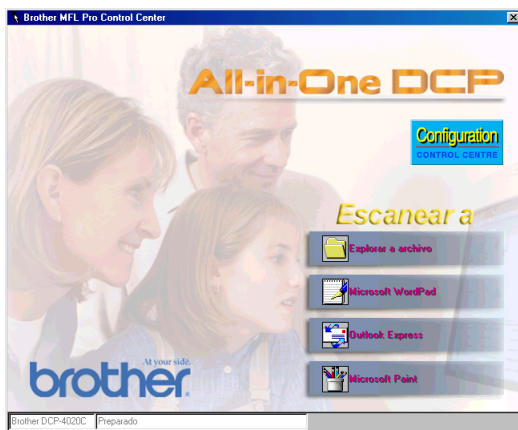 Brother MFL Pro Control Center
All-in-One DCP
Configuration
CONTROL CENTRE
Escanear a
Explorar a archivo
Microsoft WordPad
Outlook Express
Microsoft Paint
At your side.
brother
Brother DCP-4020C Preparado